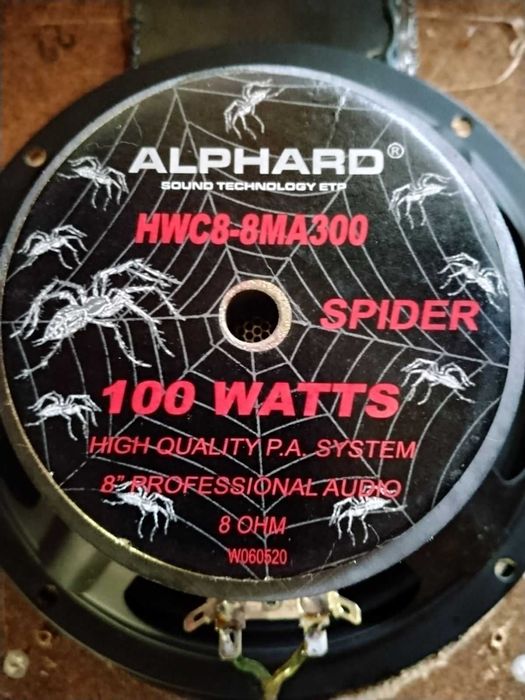 ALPHARD®
SOUND TECHNOLOGY ETP
HWC8-8MA300
SPIDER
100 WATTS
HIGH QUALITY P.A. SYSTEM
8" PROFESSIONAL AUDIO
8 OHM
W060520